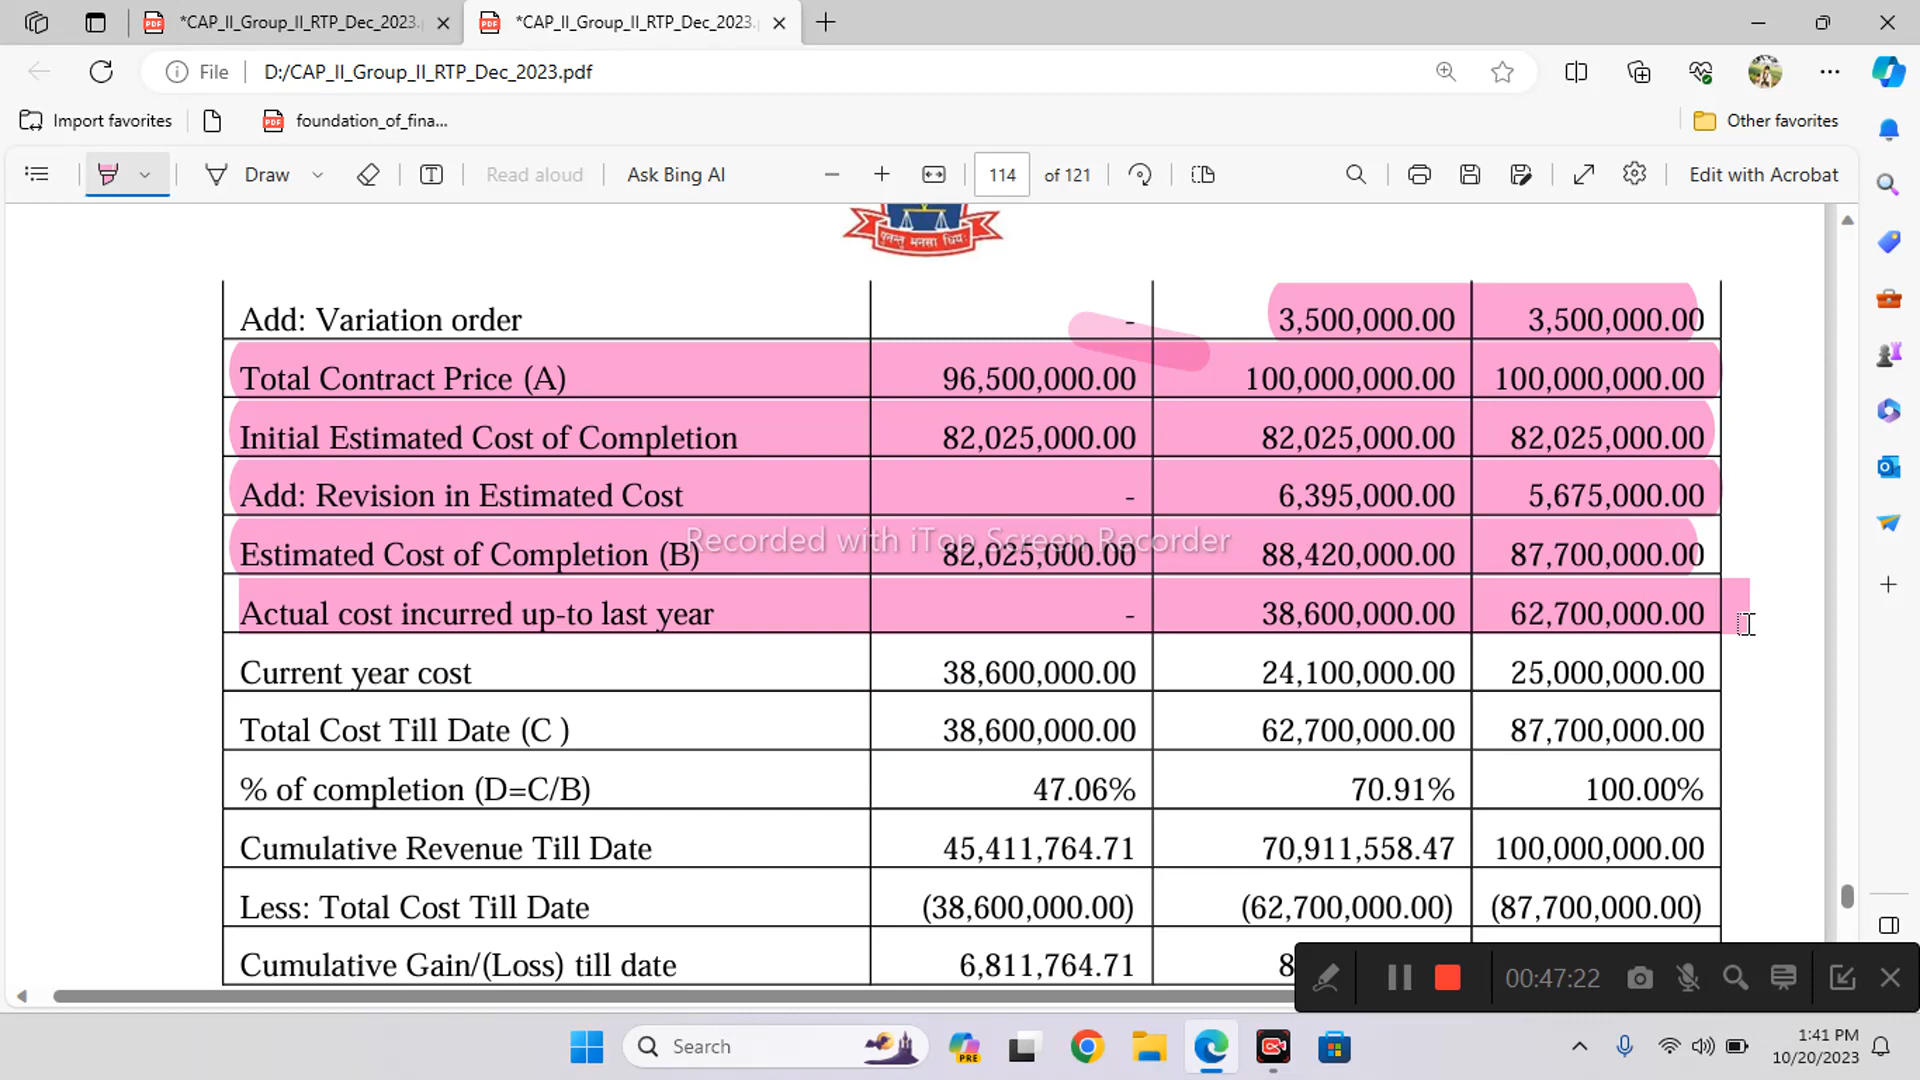 *CAP_II_Group_II_RTP_Dec_2023.
*CAP_II_Group_II_RTP_Dec_2023.
File D:/CAP_II_Group_II_RTP_Dec_2023.pdf
Import favorites foundation_of_fina... Other favorites
Draw Read aloud Ask Bing AI 114 of 121 Edit with Acrobat
पुनन्तु मनसा धियः
Add: Variation order - 3,500,000.00 3,500,000.00
Total Contract Price (A) 96,500,000.00 100,000,000.00 100,000,000.00
Initial Estimated Cost of Completion 82,025,000.00 82,025,000.00 82,025,000.00
Add: Revision in Estimated Cost - 6,395,000.00 5,675,000.00
Recorded with iTop Screen Recorder
Estimated Cost of Completion (B) 82,025,000.00 88,420,000.00 87,700,000.00
Actual cost incurred up-to last year - 38,600,000.00 62,700,000.00
Current year cost 38,600,000.00 24,100,000.00 25,000,000.00
Total Cost Till Date (C ) 38,600,000.00 62,700,000.00 87,700,000.00
% of completion (D=C/B) 47.06% 70.91% 100.00%
Cumulative Revenue Till Date 45,411,764.71 70,911,558.47 100,000,000.00
Less: Total Cost Till Date (38,600,000.00) (62,700,000.00) (87,700,000.00)
Cumulative Gain/(Loss) till date 6,811,764.71 8
00:47:22
Search
PRE
1:41 PM
10/20/2023